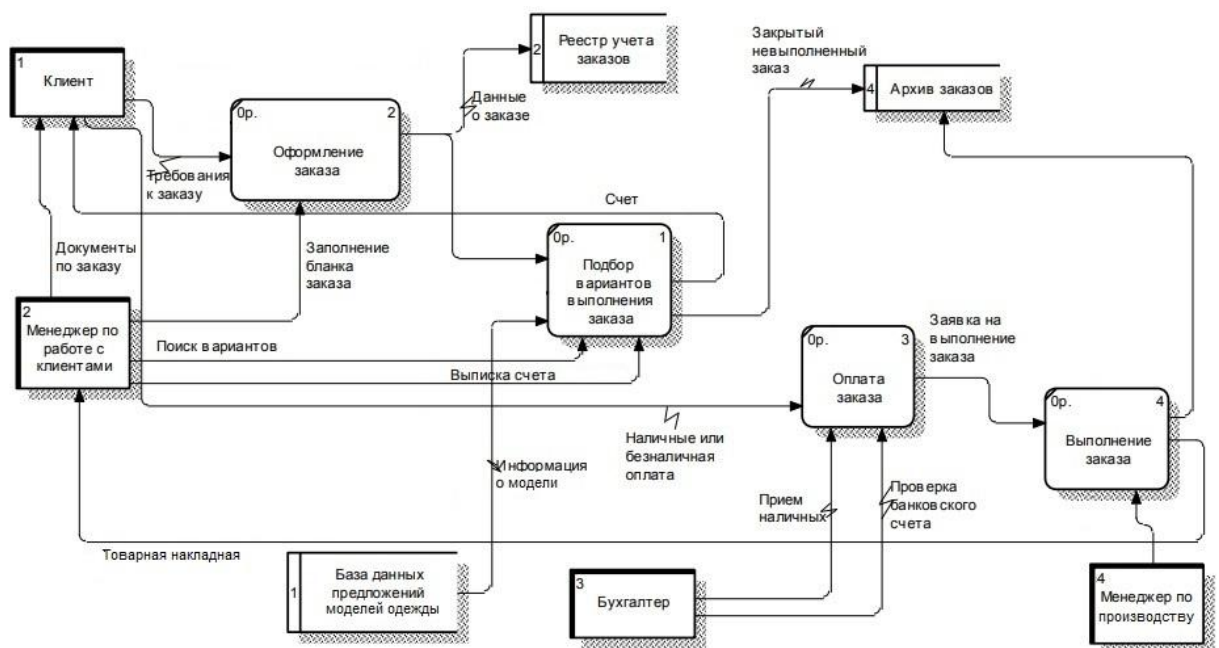 1
Клиент
0р.
2
Оформление
заказа
2
Реестр учета
заказов
Данные
о заказе
Закрытый
невыполненный
заказ
4
Архив заказов
Требования
к заказу
Счет
Документы
по заказу
Заполнение
бланка
заказа
0р.
1
Подбор
вариантов
выполнения
заказа
2
Менеджер по
работе с
клиентами
Поиск вариантов
Выписка счета
0р.
3
Оплата
заказа
Заявка на
выполнение
заказа
0р.
4
Выполнение
заказа
Наличные или
безналичная
оплата
Информация
о модели
Прием
наличных
Проверка
банковского
счета
Товарная накладная
1
База данных
предложений
моделей одежды
3
Бухгалтер
4
Менеджер по
производству